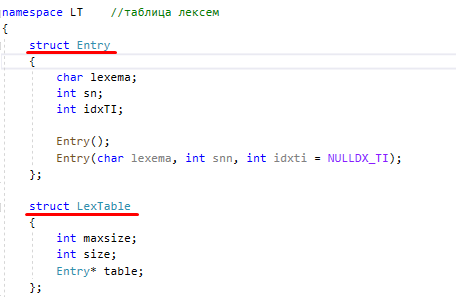 namespace LT    //таблица лексем
{
    struct Entry
    {
        char lexema;
        int sn;
        int idxTI;

        Entry();
        Entry(char lexema, int snn, int idxti = NULLDX_TI);
    };

    struct LexTable
    {
        int maxsize;
        int size;
        Entry* table;
    };